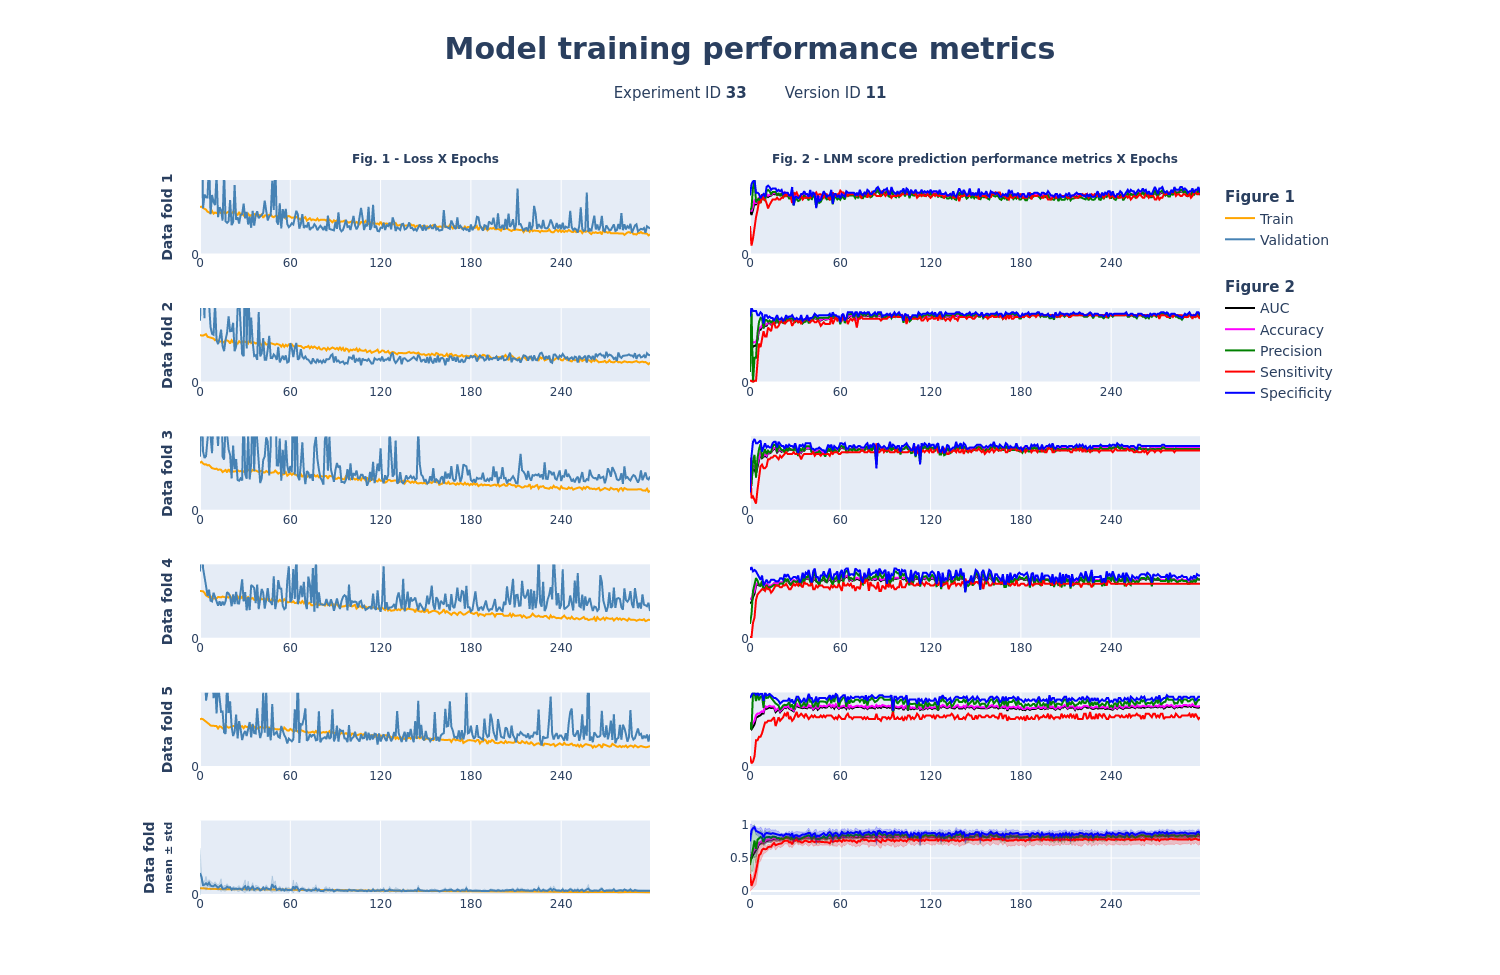 Model training performance metrics
Experiment ID 33 Version ID 11
Fig. 1 - Loss X Epochs
Fig. 2 - LNM score prediction performance metrics X Epochs
Data fold 1
0
0 60 120 180 240
0
0 60 120 180 240
Data fold 2
0
0 60 120 180 240
0
0 60 120 180 240
Data fold 3
0
0 60 120 180 240
0
0 60 120 180 240
Data fold 4
0
0 60 120 180 240
0
0 60 120 180 240
Data fold 5
0
0 60 120 180 240
0
0 60 120 180 240
Data fold
mean ± std
0
0 60 120 180 240
1
0.5
0
0 60 120 180 240
Figure 1
Train
Validation
Figure 2
AUC
Accuracy
Precision
Sensitivity
Specificity